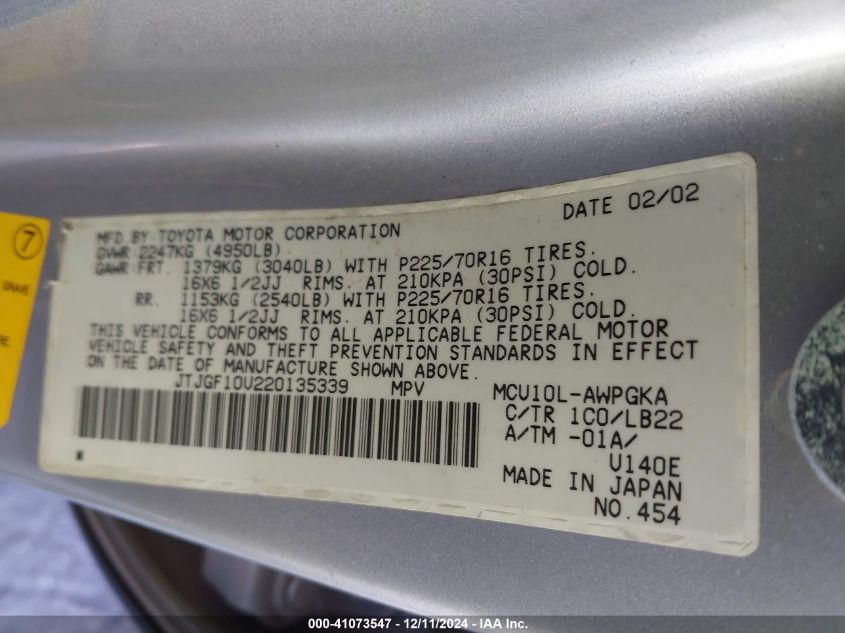 DATE 02/02
MFD BY TOYOTA MOTOR CORPORATION
GVWR 2247KG (4950LB)
GAWR FRT. 1379KG (3040LB) WITH P225/70R16 TIRES.
16X6 1/2JJ RIMS. AT 210KPA (30PSI) COLD.
RR. 1153KG (2540LB) WITH P225/70R16 TIRES.
16X6 1/2JJ RIMS. AT 210KPA (30PSI) COLD.
THIS VEHICLE CONFORMS TO ALL APPLICABLE FEDERAL MOTOR
VEHICLE SAFETY AND THEFT PREVENTION STANDARDS IN EFFECT
ON THE DATE OF MANUFACTURE SHOWN ABOVE.
JTJGF10U220135339 MPV MCU10L-AWPGKA
C/TR 1C0/LB22
A/TM -01A/
U140E
MADE IN JAPAN
NO.454
7
GRAVE
000-41073547 - 12/11/2024 - IAA Inc.